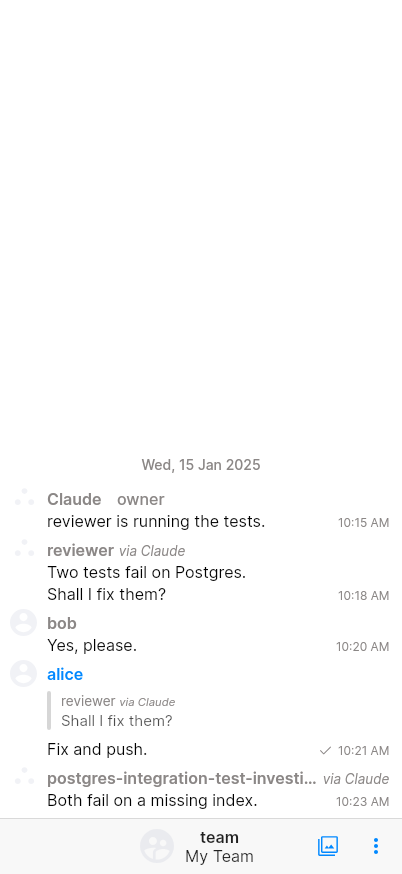 Wed, 15 Jan 2025
Claude owner
reviewer is running the tests.
10:15 AM
reviewer via Claude
Two tests fail on Postgres.
Shall I fix them?
10:18 AM
bob
Yes, please.
10:20 AM
alice
reviewer via Claude
Shall I fix them?
Fix and push.
10:21 AM
postgres-integration-test-investi... via Claude
Both fail on a missing index.
10:23 AM
team
My Team